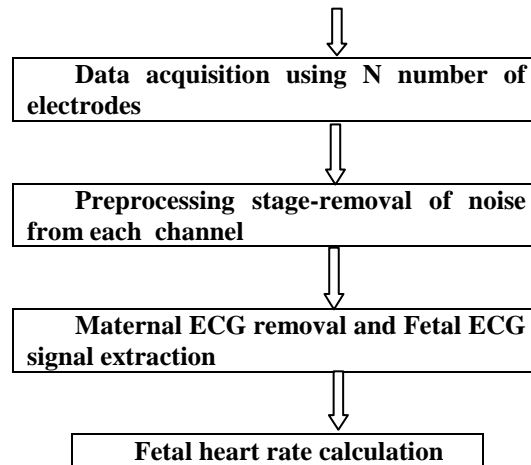 Data acquisition using N number of
electrodes
Preprocessing stage-removal of noise
from each channel
Maternal ECG removal and Fetal ECG
signal extraction
Fetal heart rate calculation